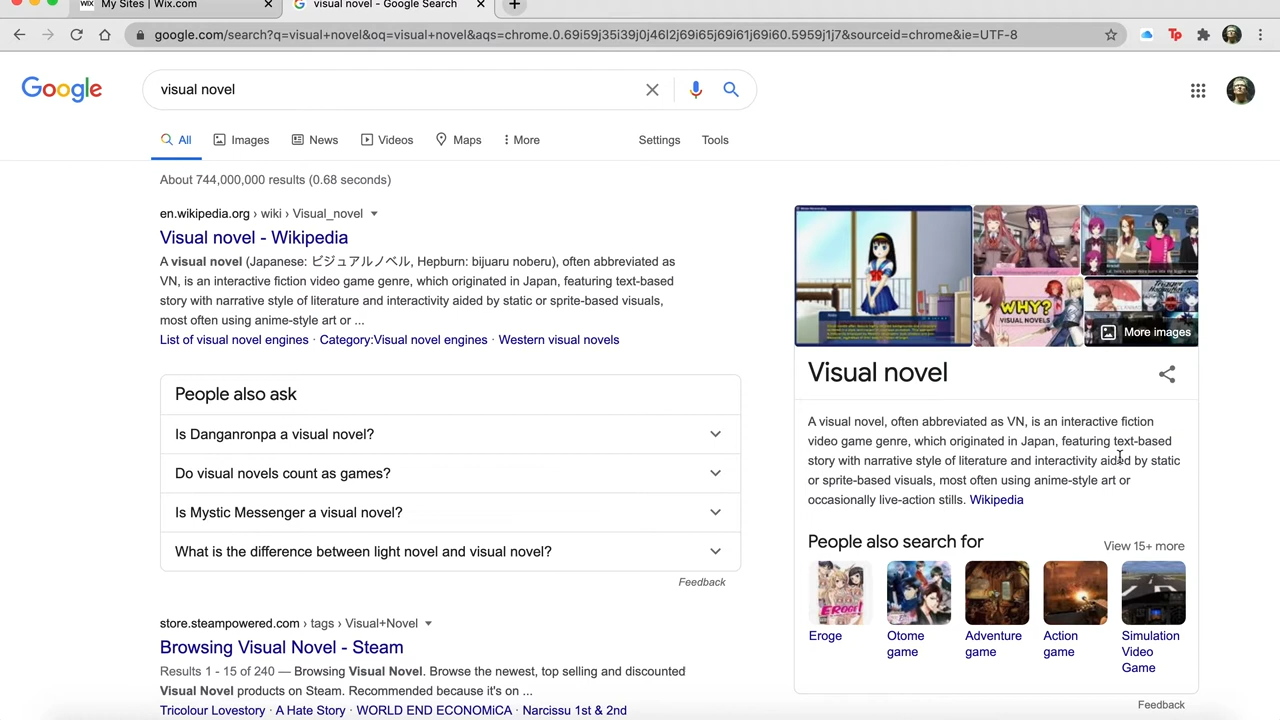 WiX My Sites | Wix.com
visual novel - Google Search
google.com/search?q=visual+novel&oq=visual+novel&aqs=chrome.0.69i59j35i39j0j46l2j69i65j69i61j69i60.5959j1j7&sourceid=chrome&ie=UTF-8
Google
visual novel
All Images News Videos Maps More Settings Tools
About 744,000,000 results (0.68 seconds)
en.wikipedia.org › wiki › Visual_novel
Visual novel - Wikipedia
A visual novel (Japanese: ビジュアルノベル, Hepburn: bijuaru noberu), often abbreviated as
VN, is an interactive fiction video game genre, which originated in Japan, featuring text-based
story with narrative style of literature and interactivity aided by static or sprite-based visuals,
most often using anime-style art or ...
List of visual novel engines · Category:Visual novel engines · Western visual novels
People also ask
Is Danganronpa a visual novel?
Do visual novels count as games?
Is Mystic Messenger a visual novel?
What is the difference between light novel and visual novel?
Feedback
store.steampowered.com › tags › Visual+Novel
Browsing Visual Novel - Steam
Results 1 - 15 of 240 — Browsing Visual Novel. Browse the newest, top selling and discounted
Visual Novel products on Steam. Recommended because it's on ...
Tricolour Lovestory · A Hate Story · WORLD END ECONOMiCA · Narcissu 1st & 2nd
WHY?
VISUAL NOVELS
More images
Visual novel
A visual novel, often abbreviated as VN, is an interactive fiction
video game genre, which originated in Japan, featuring text-based
story with narrative style of literature and interactivity aided by static
or sprite-based visuals, most often using anime-style art or
occasionally live-action stills. Wikipedia
People also search for
View 15+ more
EROGE!
Eroge
Otome
game
Adventure
game
Action
game
Simulation
Video
Game
Feedback